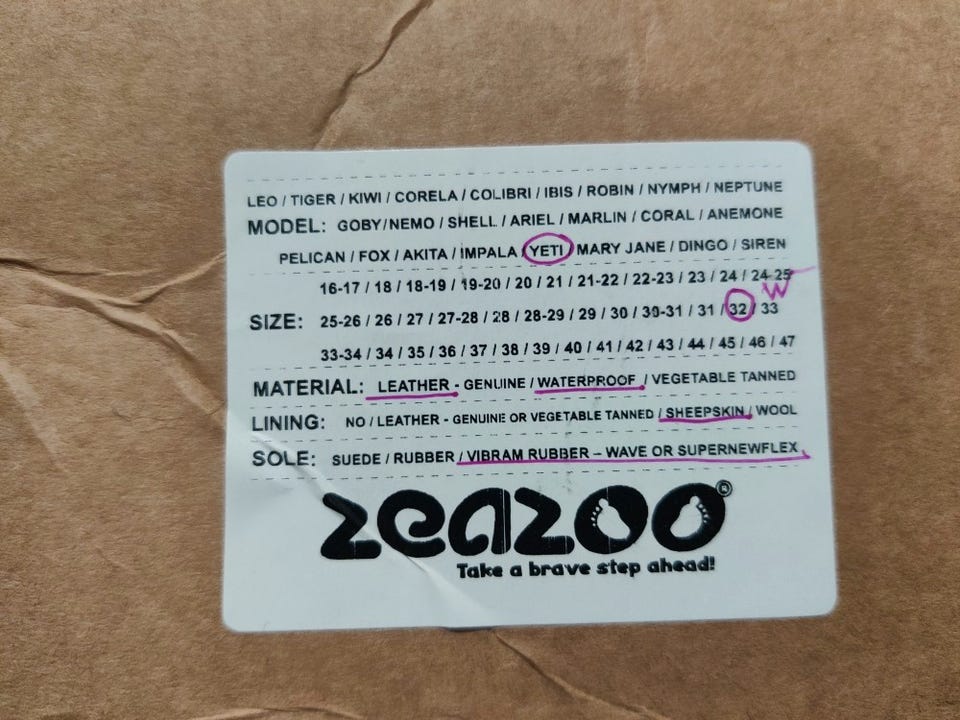 LEO / TIGER / KIWI / CORELA / COLIBRI / IBIS / ROBIN / NYMPH / NEPTUNE
MODEL: GOBY/NEMO / SHELL / ARIEL / MARLIN / CORAL / ANEMONE
PELICAN / FOX / AKITA / IMPALA / YETI / MARY JANE / DINGO / SIREN
16-17 / 18 / 18-19 / 19-20 / 20 / 21 / 21-22 / 22-23 / 23 / 24 / 24-25
W
SIZE: 25-26 / 26 / 27 / 27-28 / 28 / 28-29 / 29 / 30 / 30-31 / 31 / 32 / 33
33-34 / 34 / 35 / 36 / 37 / 38 / 39 / 40 / 41 / 42 / 43 / 44 / 45 / 46 / 47
MATERIAL: LEATHER - GENUINE / WATERPROOF / VEGETABLE TANNED
LINING: NO / LEATHER - GENUINE OR VEGETABLE TANNED / SHEEPSKIN / WOOL
SOLE: SUEDE / RUBBER / VIBRAM RUBBER – WAVE OR SUPERNEWFLEX
zeazoo®
Take a brave step ahead!